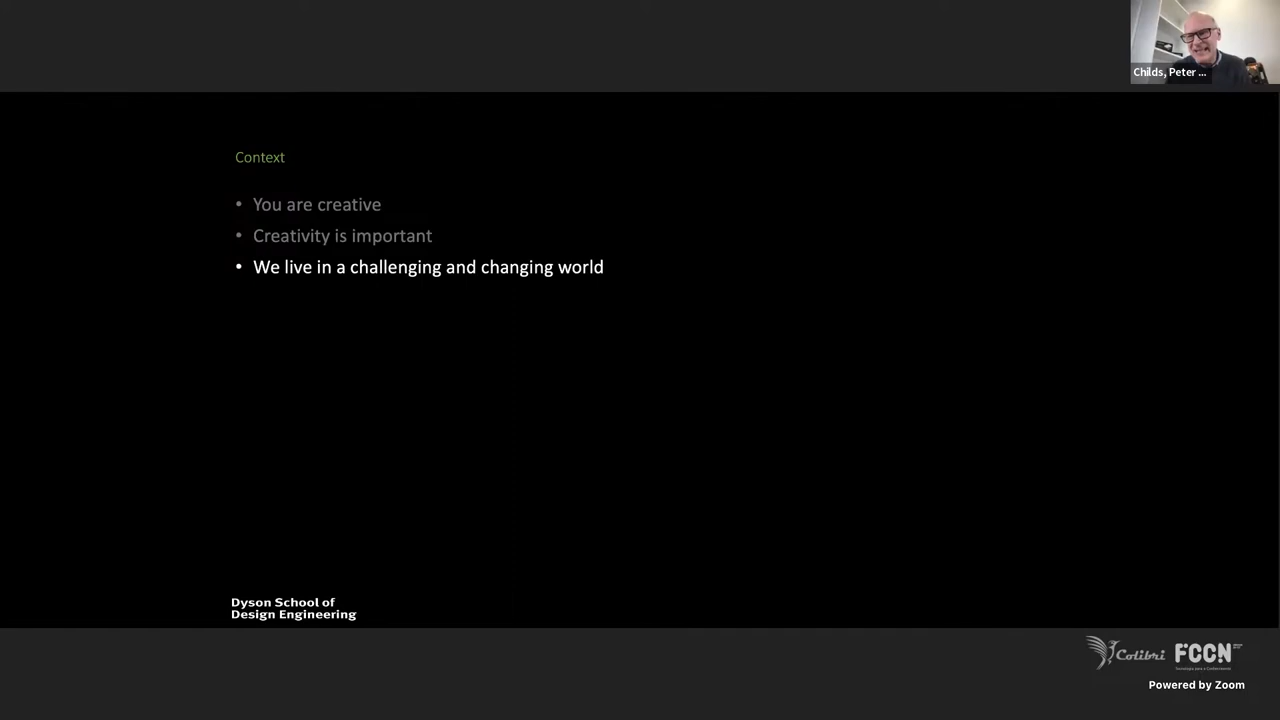 Childs, Peter ...
Context
• You are creative
• Creativity is important
• We live in a challenging and changing world
Dyson School of
Design Engineering
Colibri FCCN
Powered by Zoom